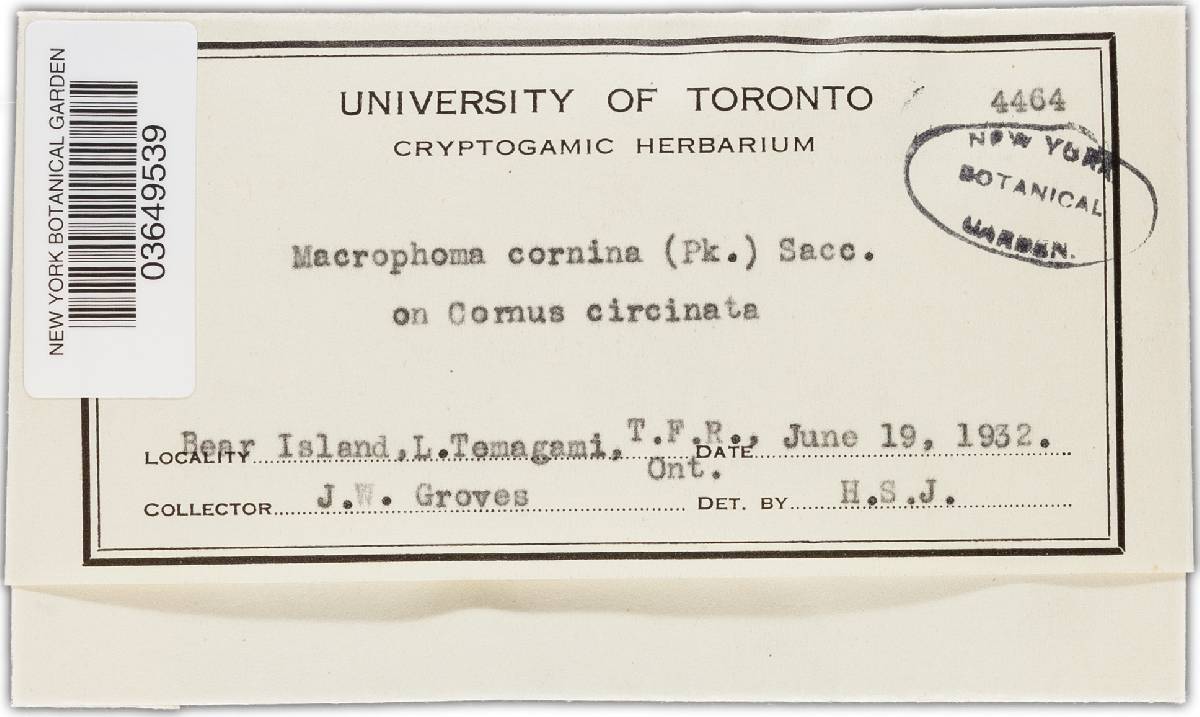 NEW YORK BOTANICAL GARDEN
03649539
UNIVERSITY OF TORONTO
4464
CRYPTOGAMIC HERBARIUM
NEW YORK
BOTANICAL
GARDEN.
Macrophoma cornina (Pk.) Sacc.
on Cornus circinata
LOCALITY Bear Island, L. Temagami, T.F.R., Ont. DATE June 19, 1932.
COLLECTOR J.W. Groves DET. BY H.S.J.